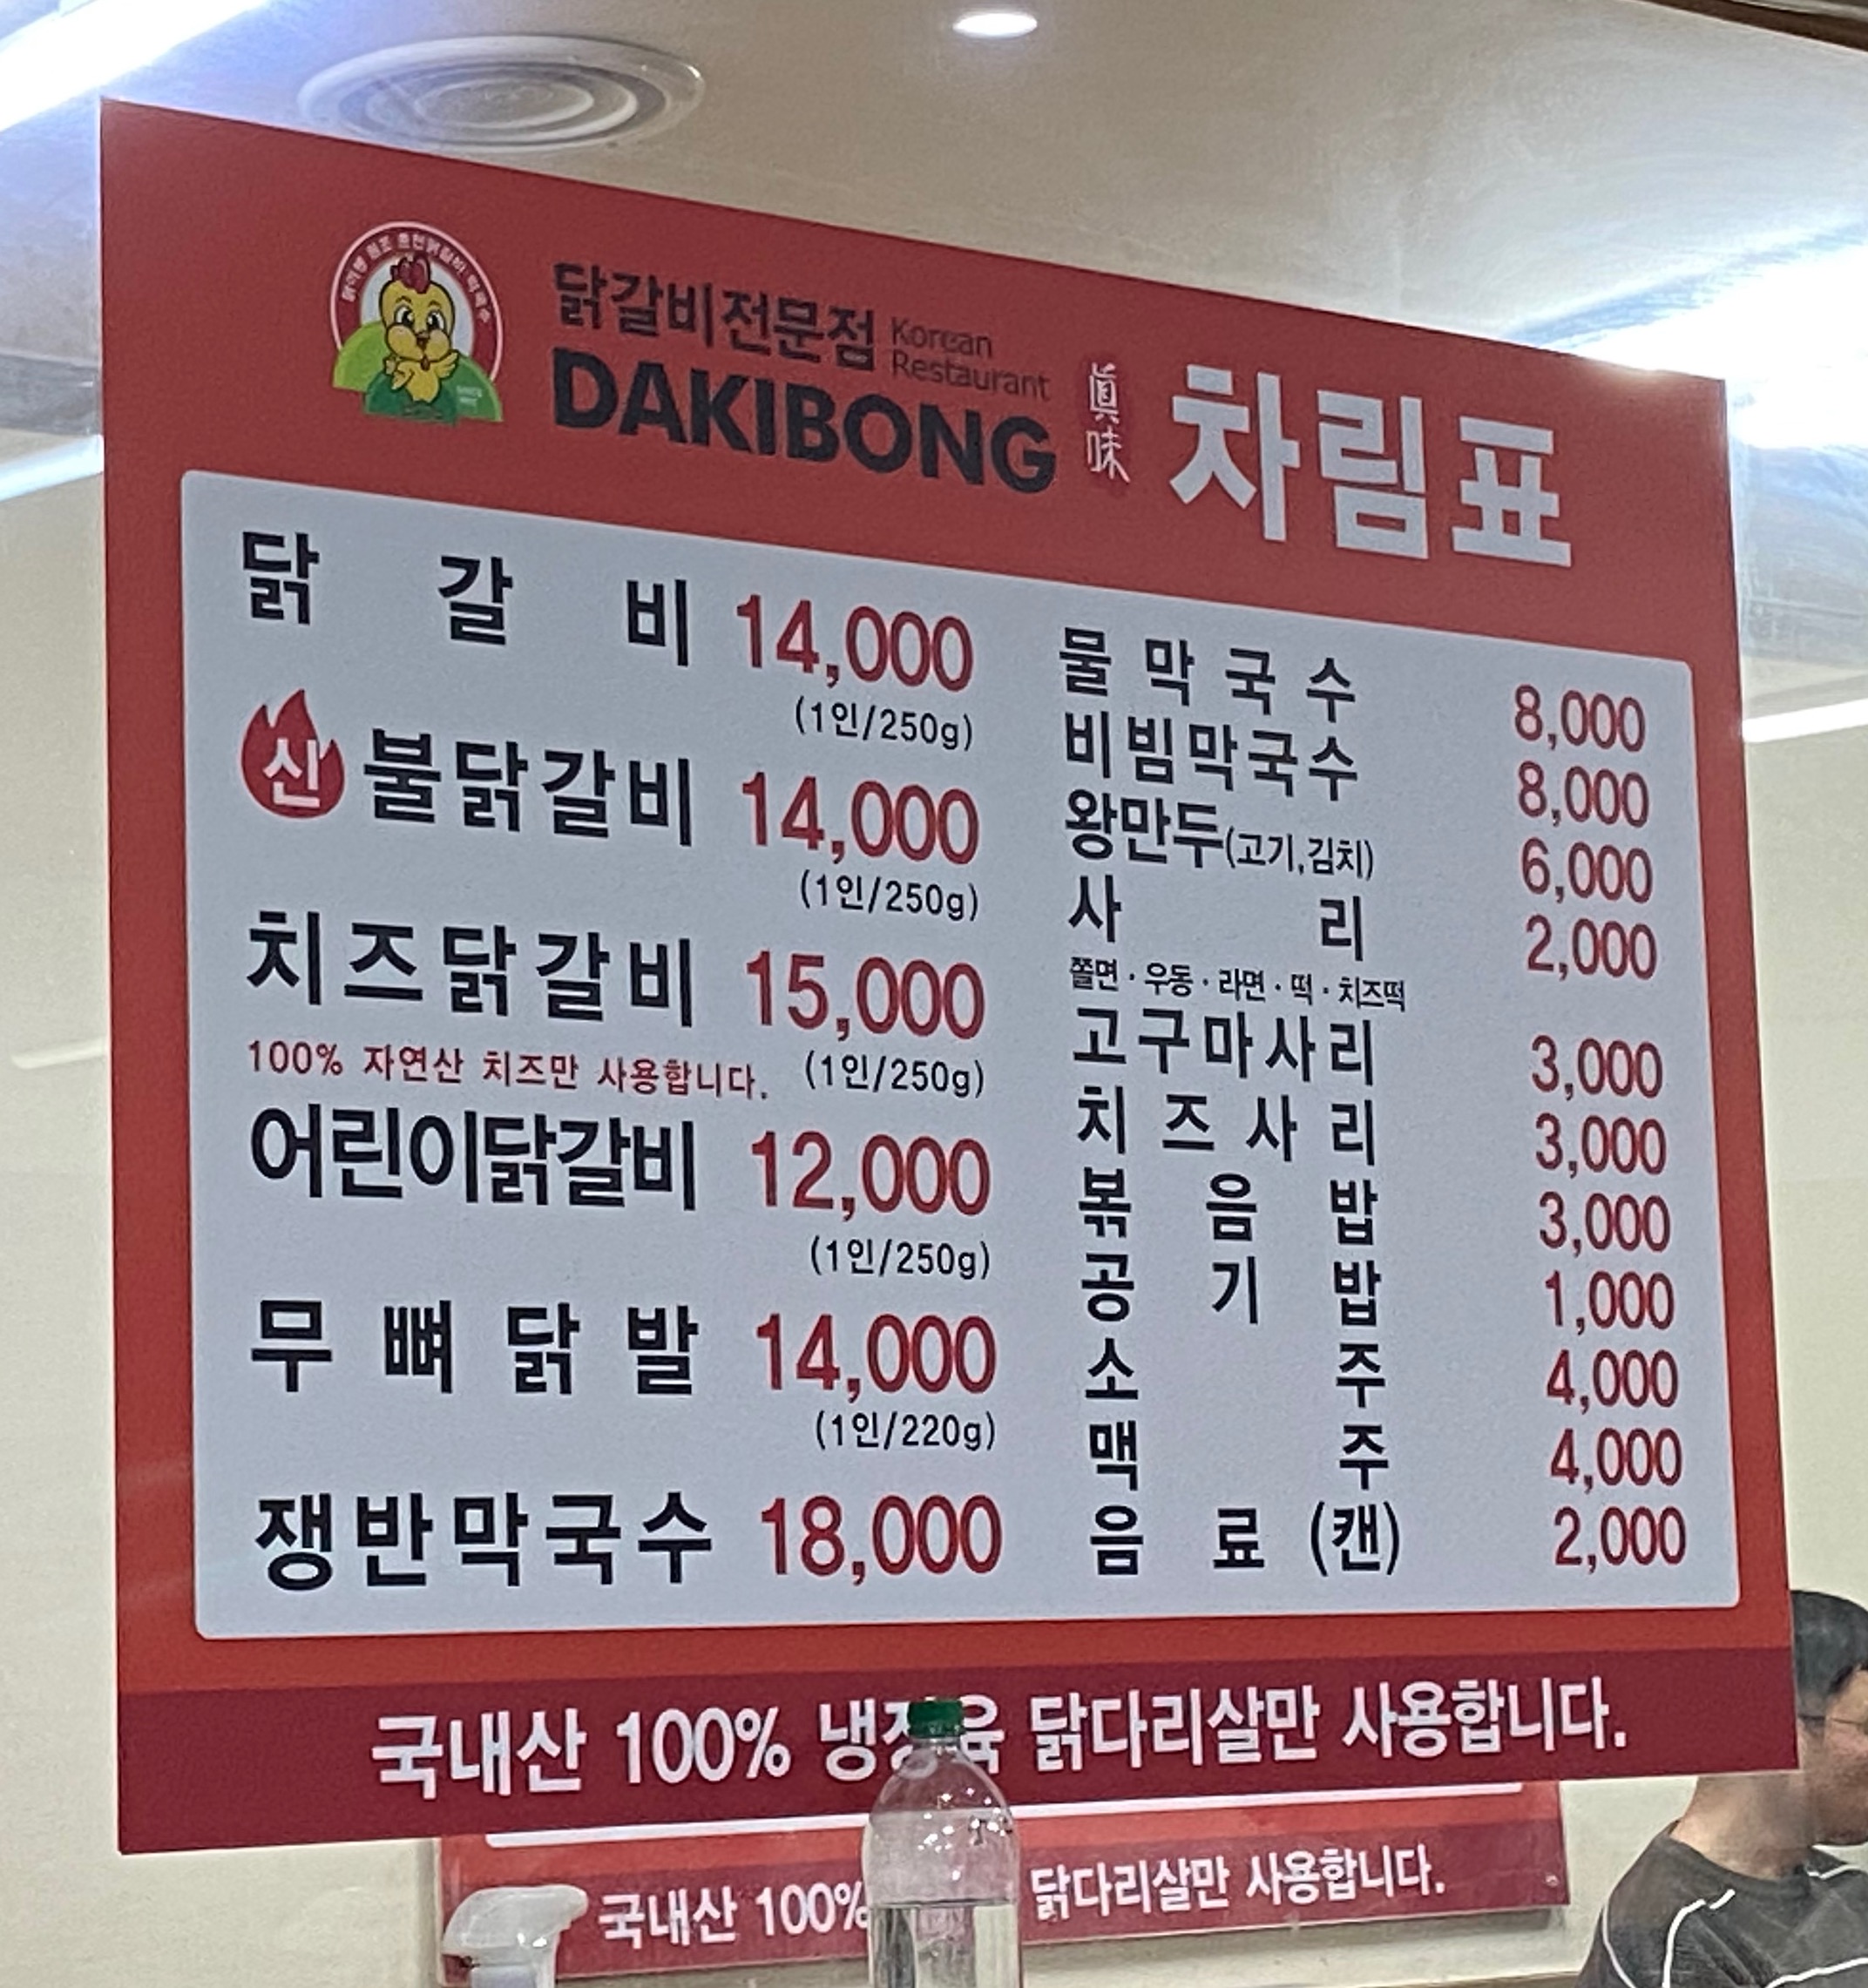 닭갈비전문점 Korean Restaurant
DAKIBONG
眞味
차림표
닭갈비 14,000
(1인/250g)
신 불닭갈비 14,000
(1인/250g)
치즈닭갈비 15,000
100% 자연산 치즈만 사용합니다. (1인/250g)
어린이닭갈비 12,000
(1인/250g)
무뼈닭발 14,000
(1인/220g)
쟁반막국수 18,000
물막국수 8,000
비빔막국수 8,000
왕만두(고기,김치) 6,000
사리 2,000
쫄면·우동·라면·떡·치즈떡
고구마사리 3,000
치즈사리 3,000
볶음밥 3,000
공기밥 1,000
소주 4,000
맥주 4,000
음료(캔) 2,000
국내산 100% 냉장육 닭다리살만 사용합니다.
국내산 100% 닭다리살만 사용합니다.